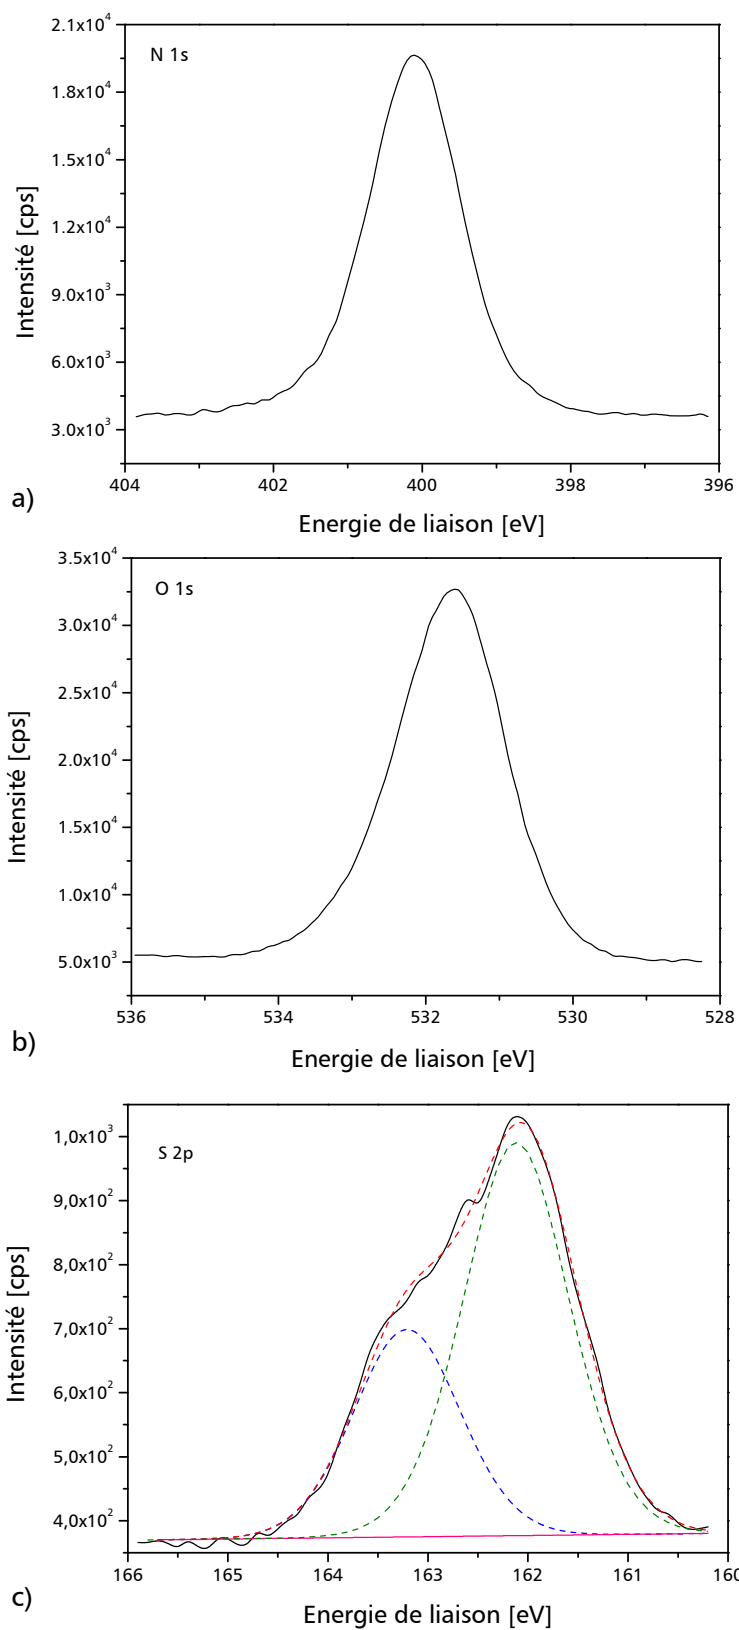 2.1x10⁴
N 1s
1.8x10⁴
1.5x10⁴
1.2x10⁴
9.0x10³
6.0x10³
3.0x10³
Intensité [cps]
404 402 400 398 396
a)
Energie de liaison [eV]
3.5x10⁴
O 1s
3.0x10⁴
2.5x10⁴
2.0x10⁴
1.5x10⁴
1.0x10⁴
5.0x10³
Intensité [cps]
536 534 532 530 528
b)
Energie de liaison [eV]
1,0x10³
S 2p
9,0x10²
8,0x10²
7,0x10²
6,0x10²
5,0x10²
4,0x10²
Intensité [cps]
166 165 164 163 162 161 160
c)
Energie de liaison [eV]